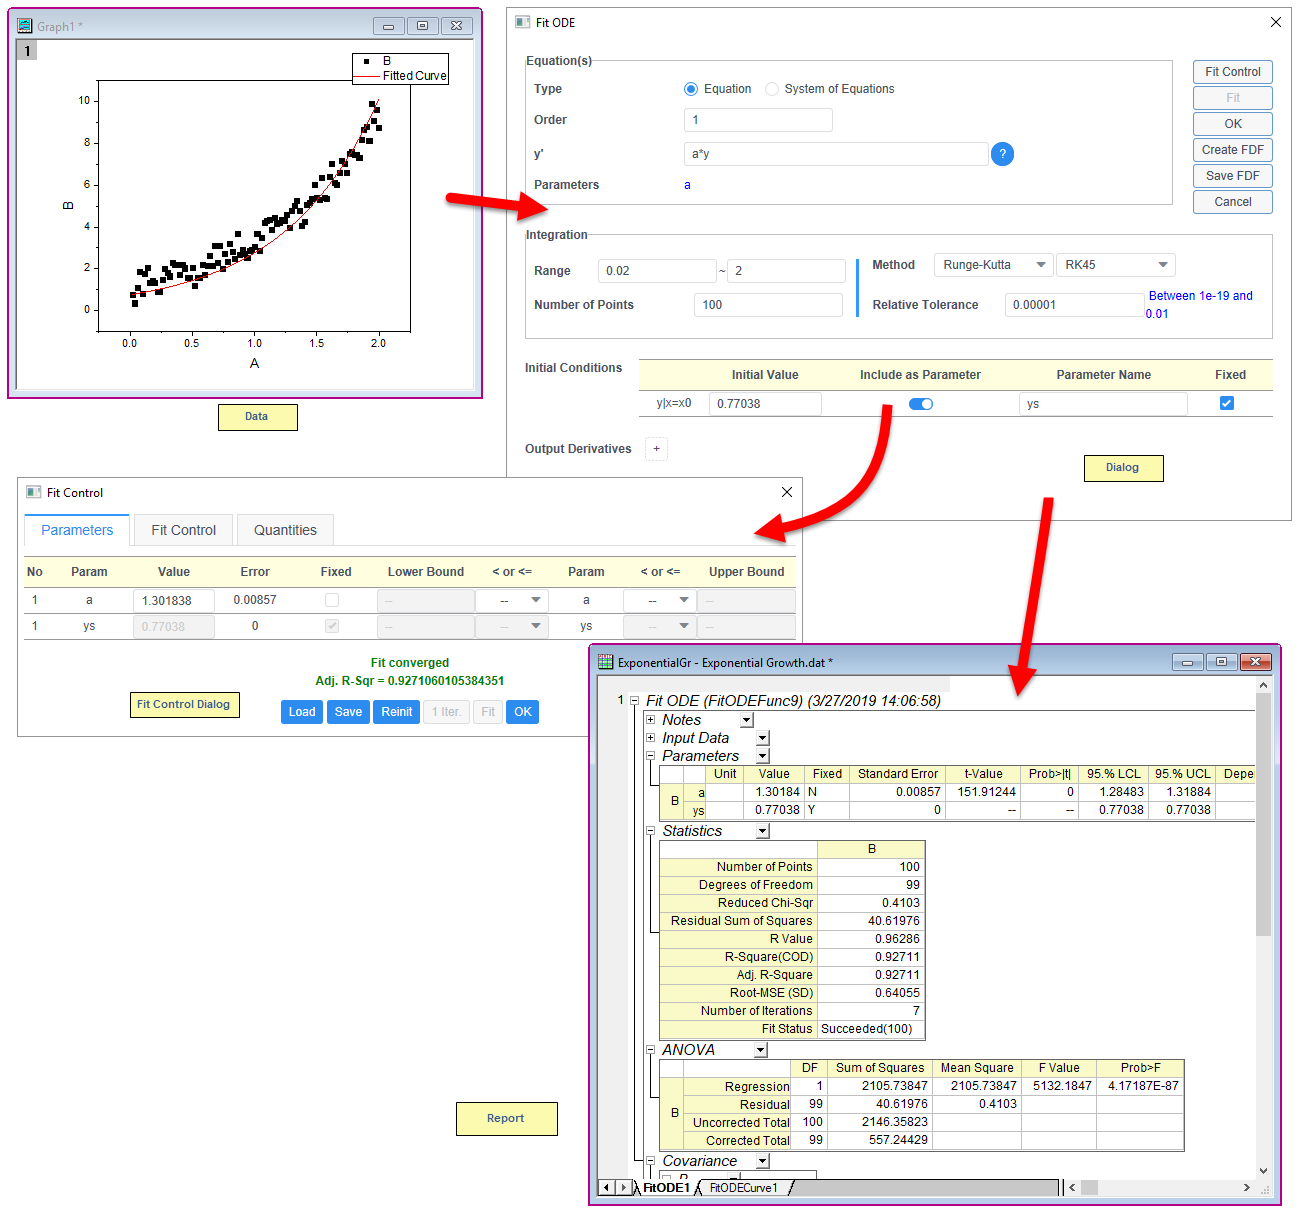 Graph1 *
1
B
Fitted Curve
10
8
6
4
2
0
B
0.0 0.5 1.0 1.5 2.0
A
Data
Fit ODE
Equation(s)
Type Equation System of Equations
Order 1
y' a*y ?
Parameters a
Fit Control
Fit
OK
Create FDF
Save FDF
Cancel
Integration
Range 0.02 ~ 2
Number of Points 100
Method Runge-Kutta RK45
Relative Tolerance 0.00001 Between 1e-19 and
0.01
Initial Conditions Initial Value Include as Parameter Parameter Name Fixed
y|x=x0 0.77038 ys
Output Derivatives +
Dialog
Fit Control
Parameters Fit Control Quantities
No Param Value Error Fixed Lower Bound < or <= Param < or <= Upper Bound
1 a 1.301838 0.00857 -- -- a -- --
1 ys 0.77038 0 -- -- ys -- --
Fit converged
Adj. R-Sqr = 0.9271060105384351
Fit Control Dialog
Load Save Reinit 1 Iter. Fit OK
ExponentialGr - Exponential Growth.dat *
1 Fit ODE (FitODEFunc9) (3/27/2019 14:06:58)
Notes
Input Data
Parameters
Unit Value Fixed Standard Error t-Value Prob>|t| 95.% LCL 95.% UCL Deper
B a 1.30184 N 0.00857 151.91244 0 1.28483 1.31884
ys 0.77038 Y 0 -- -- 0.77038 0.77038
Statistics
B
Number of Points 100
Degrees of Freedom 99
Reduced Chi-Sqr 0.4103
Residual Sum of Squares 40.61976
R Value 0.96286
R-Square(COD) 0.92711
Adj. R-Square 0.92711
Root-MSE (SD) 0.64055
Number of Iterations 7
Fit Status Succeeded(100)
ANOVA
DF Sum of Squares Mean Square F Value Prob>F
B Regression 1 2105.73847 2105.73847 5132.1847 4.17187E-87
Residual 99 40.61976 0.4103
Uncorrected Total 100 2146.35823
Corrected Total 99 557.24429
Covariance
FitODE1 FitODECurve1
Report